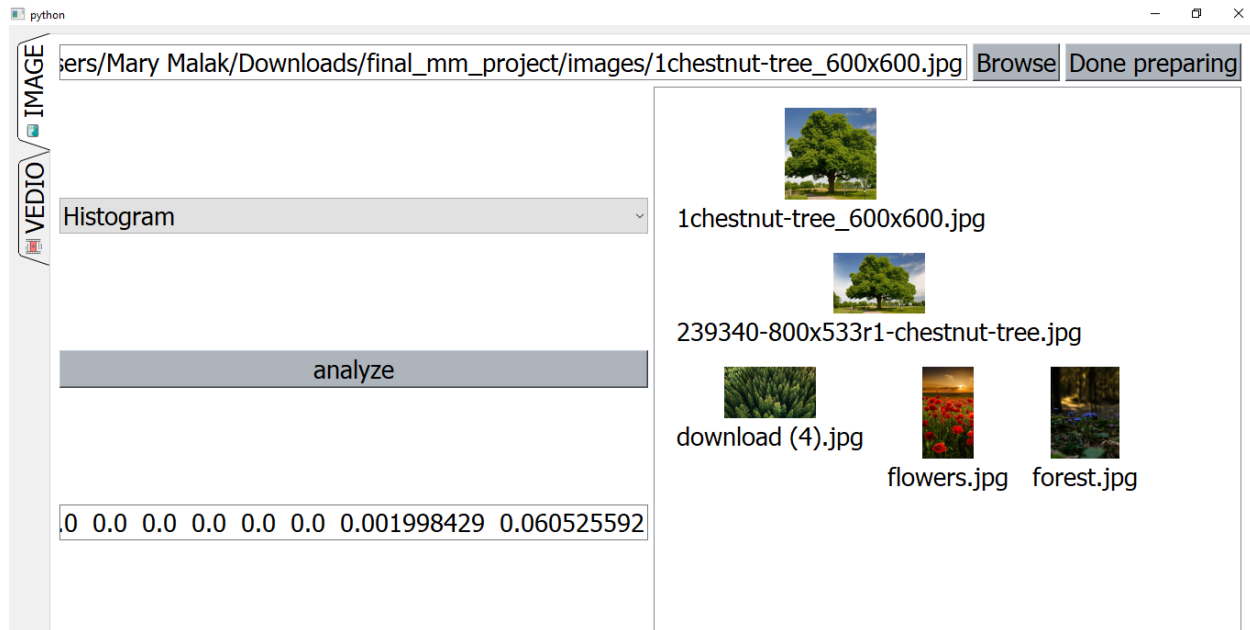 python
IMAGE
VEDIO
sers/Mary Malak/Downloads/final_mm_project/images/1chestnut-tree_600x600.jpg Browse Done preparing
1chestnut-tree_600x600.jpg
Histogram
239340-800x533r1-chestnut-tree.jpg
analyze
download (4).jpg
flowers.jpg forest.jpg
.0 0.0 0.0 0.0 0.0 0.0 0.001998429 0.060525592